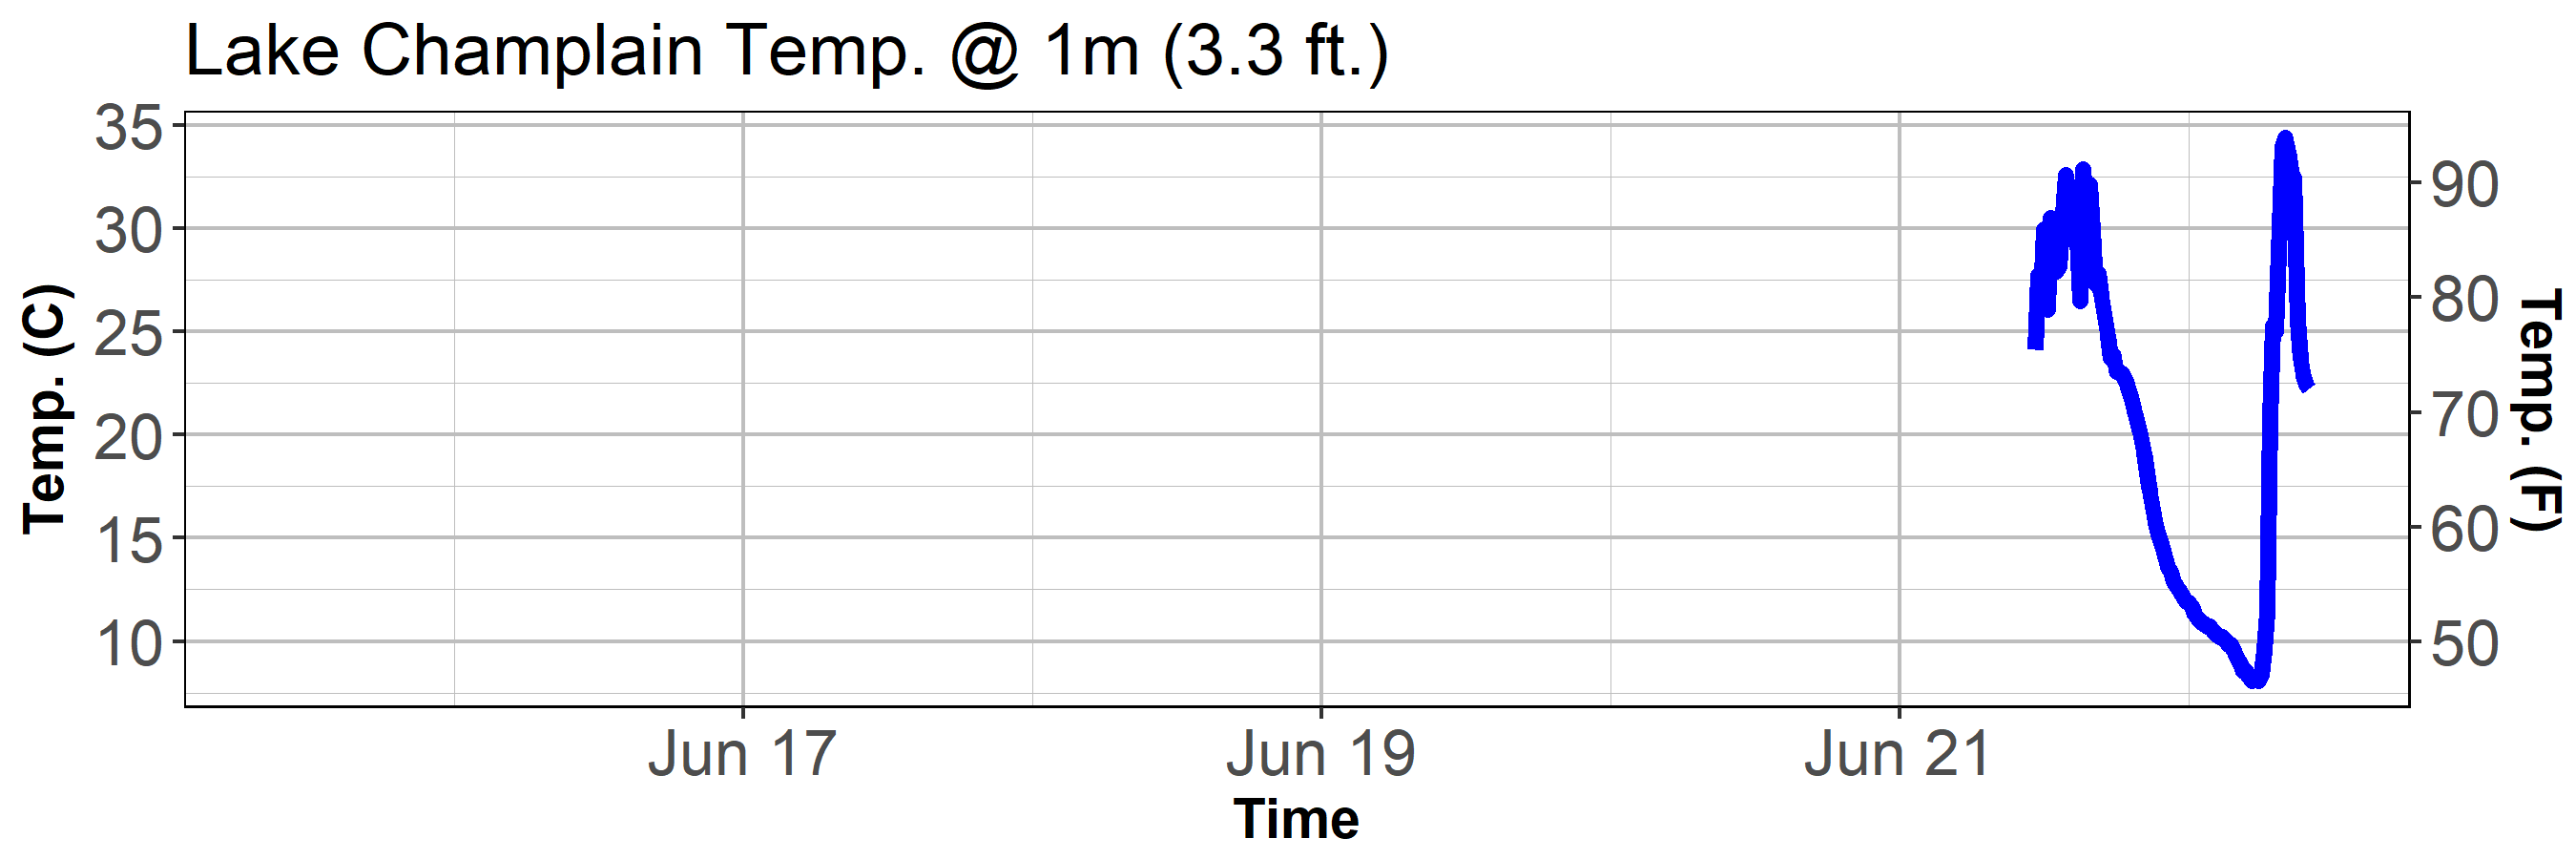 Lake Champlain Temp. @ 1m (3.3 ft.)
Temp. (C)
35
30
25
20
15
10
90
80
70
60
50
Temp. (F)
Jun 17 Jun 19 Jun 21
Time